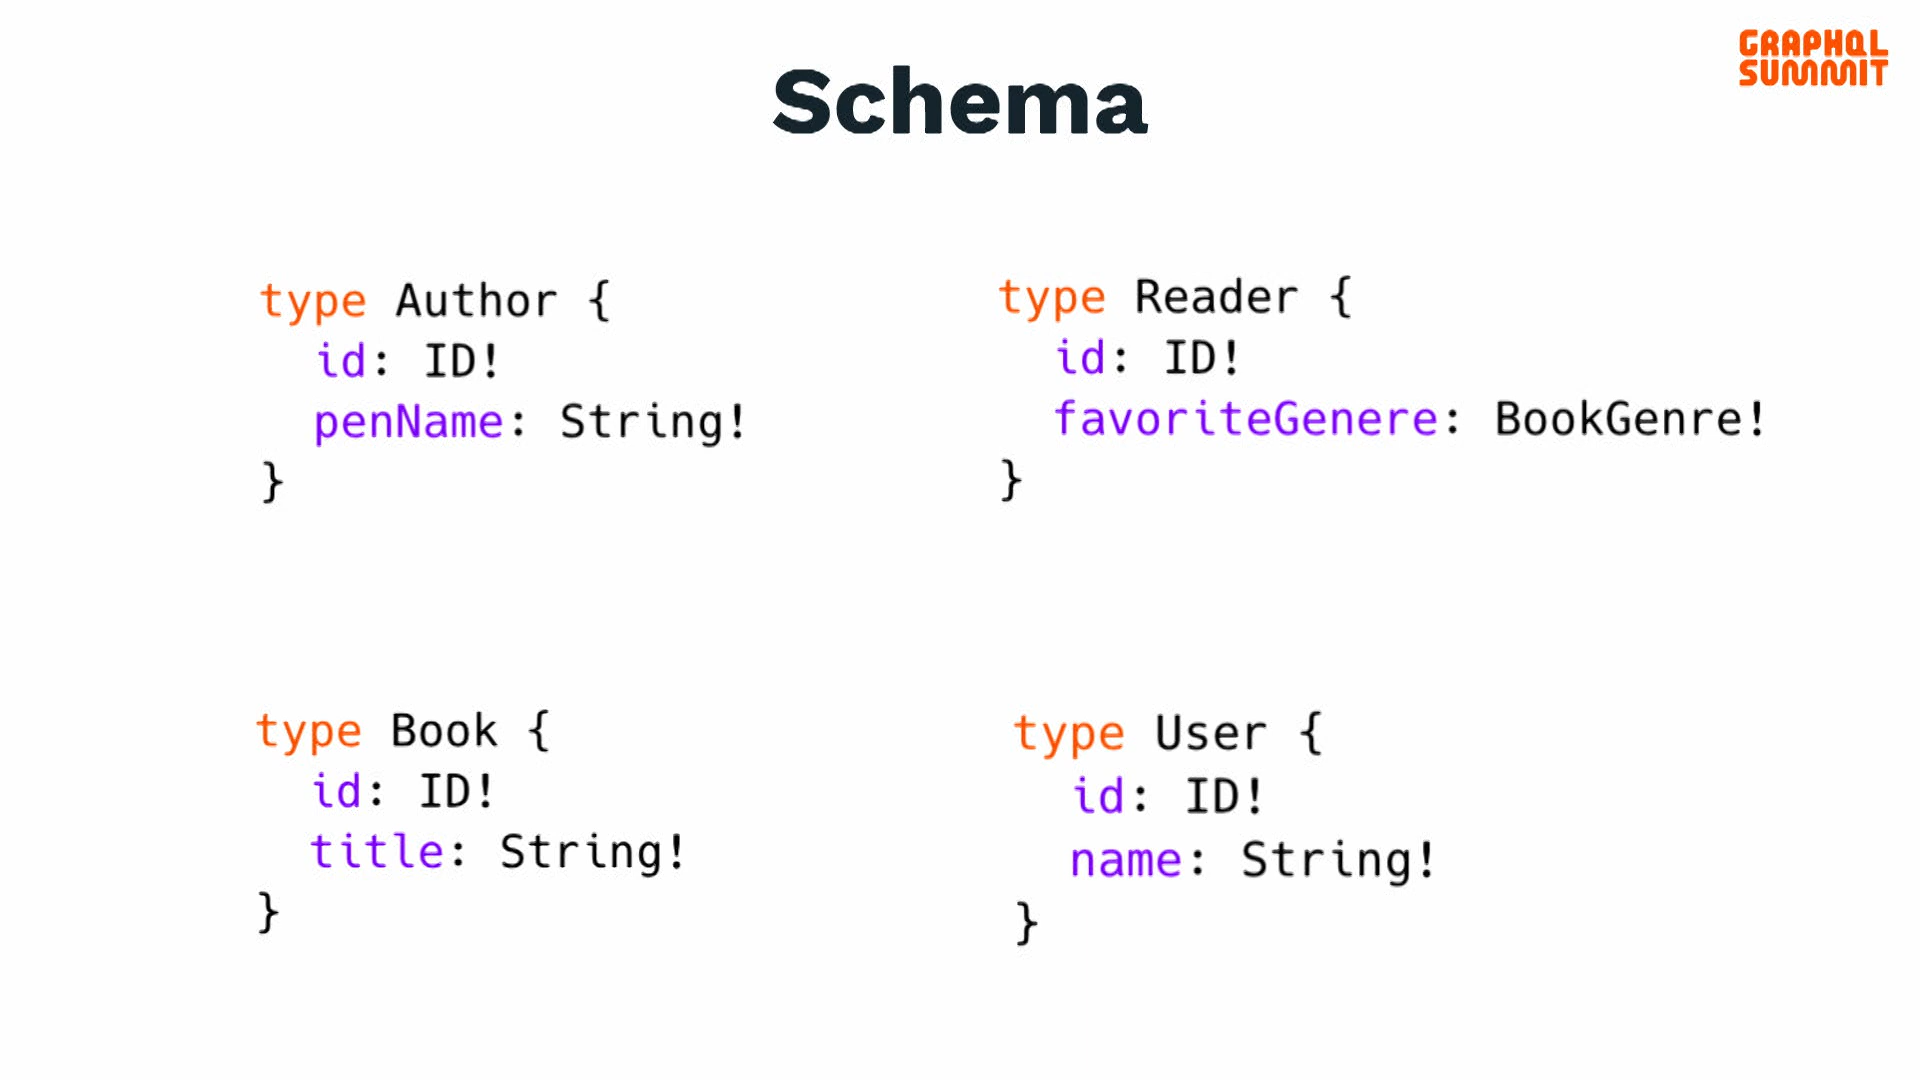 GRAPHQL
SUMMIT
Schema
type Author {
  id: ID!
  penName: String!
}
type Reader {
  id: ID!
  favoriteGenere: BookGenre!
}
type Book {
  id: ID!
  title: String!
}
type User {
  id: ID!
  name: String!
}